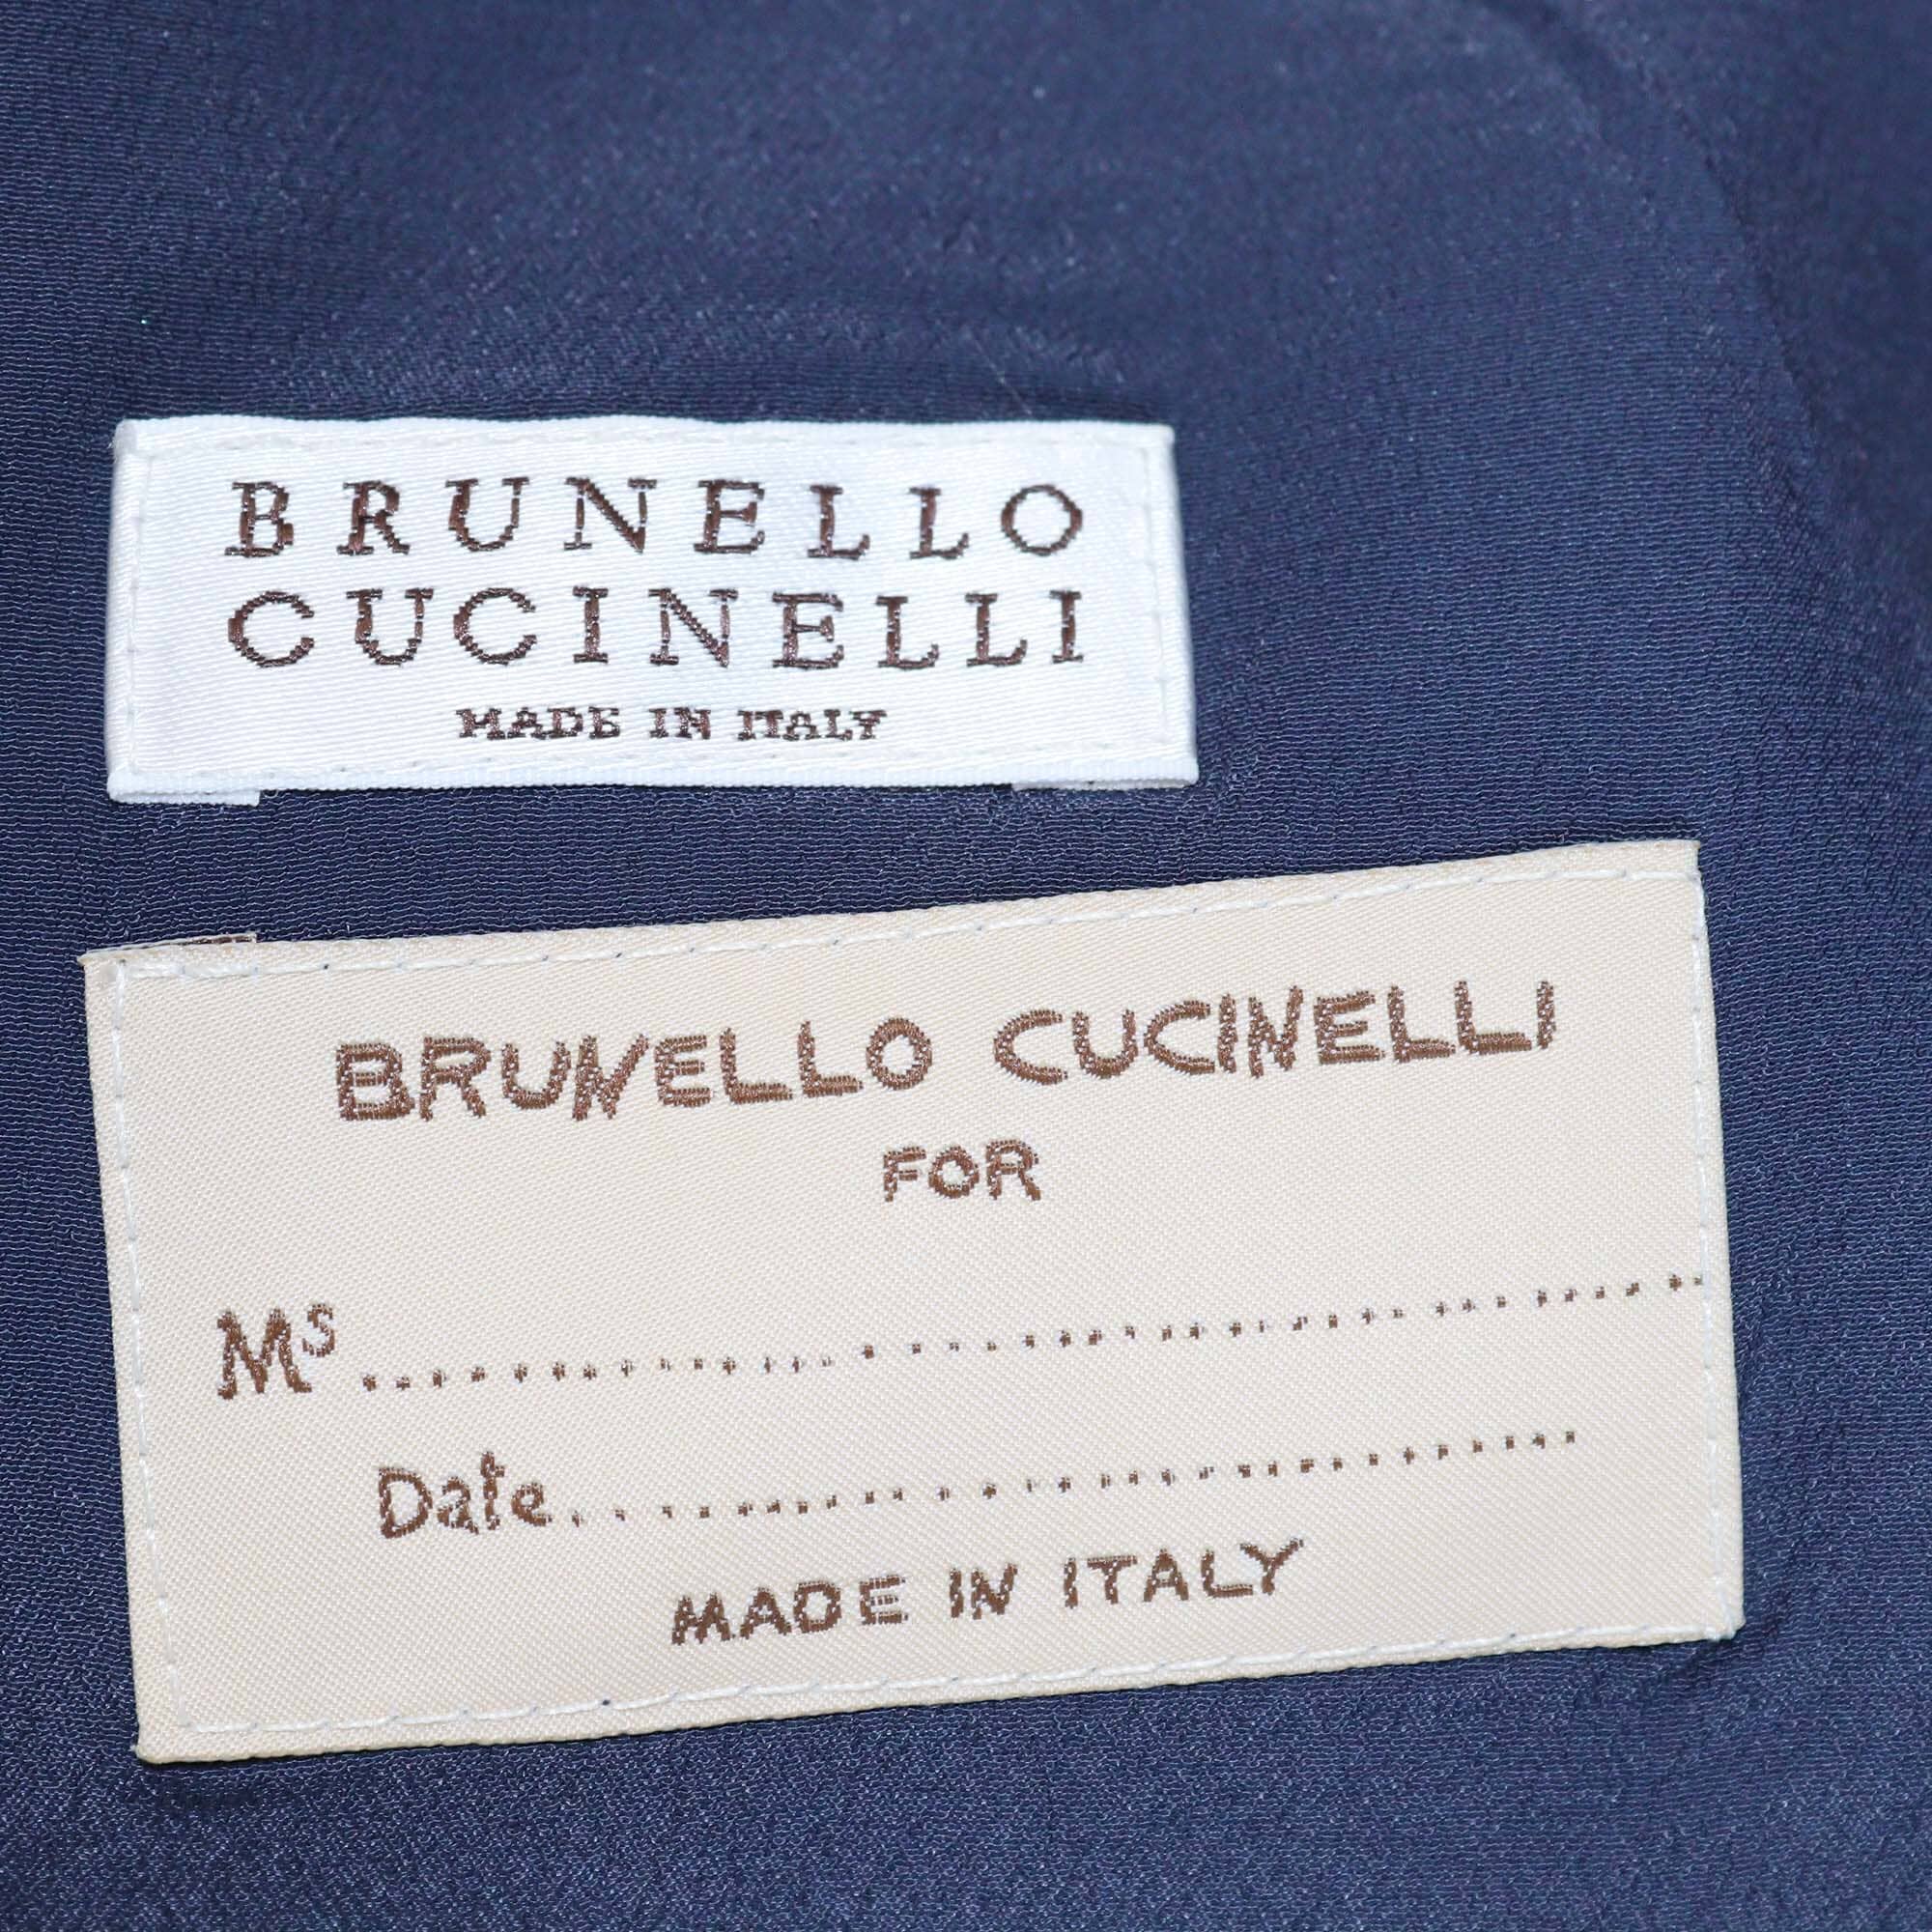 BRUNELLO
CUCINELLI
MADE IN ITALY
BRUNELLO CUCINELLI
FOR
Ms ........................................
Date ...................................
MADE IN ITALY